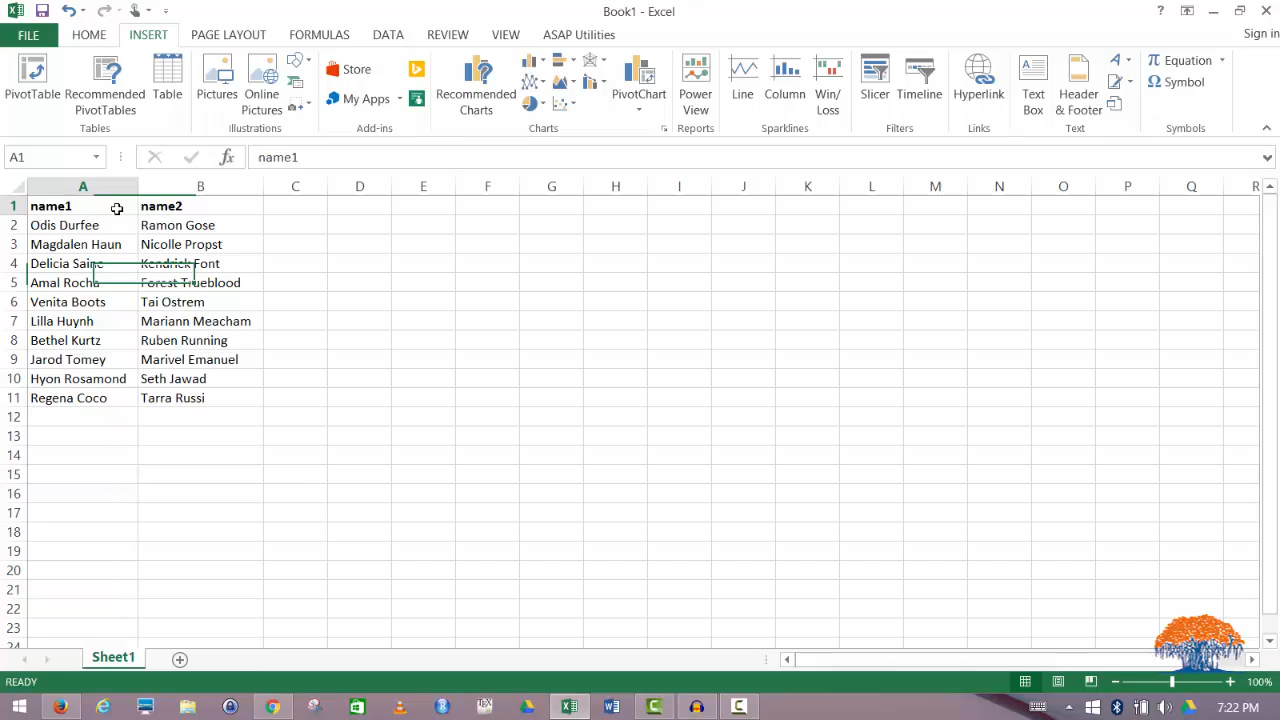 Book1 - Excel
Sign in
FILE HOME INSERT PAGE LAYOUT FORMULAS DATA REVIEW VIEW ASAP Utilities
PivotTable
Recommended PivotTables
Table
Tables
Pictures
Online Pictures
Illustrations
Store
My Apps
Add-ins
Recommended Charts
Charts
PivotChart
Power View
Reports
Line
Column
Win/Loss
Sparklines
Slicer
Timeline
Filters
Hyperlink
Links
Text Box
Header & Footer
Text
Equation
Symbol
Symbols
A1 fx name1
A B C D E F G H I J K L M N O P Q R
1 name1 name2
2 Odis Durfee Ramon Gose
3 Magdalen Haun Nicolle Propst
4 Delicia Saine Kendrick Font
5 Amal Rocha Forest Trueblood
6 Venita Boots Tai Ostrem
7 Lilla Huynh Mariann Meacham
8 Bethel Kurtz Ruben Running
9 Jarod Tomey Marivel Emanuel
10 Hyon Rosamond Seth Jawad
11 Regena Coco Tarra Russi
12
13
14
15
16
17
18
19
20
21
22
23
24
Sheet1
READY 100%
7:22 PM